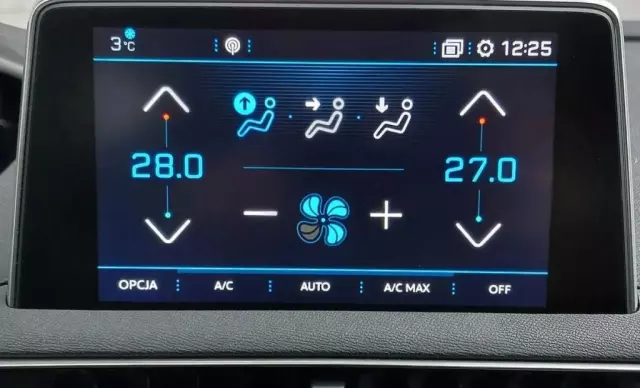 3°C 12:25
28.0 27.0
OPCJA A/C AUTO A/C MAX OFF